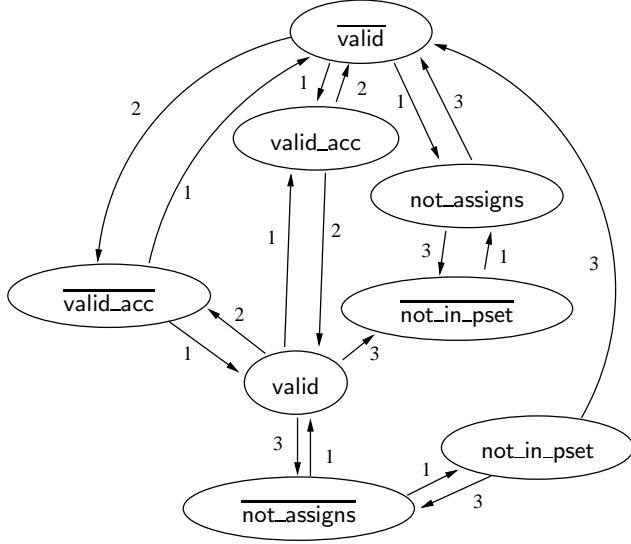 valid
1
2
1
3
2
valid_acc
1
not_assigns
1
2
3
1
3
valid_acc
not_in_pset
2
1
3
valid
3
1
not_in_pset
1
3
not_assigns